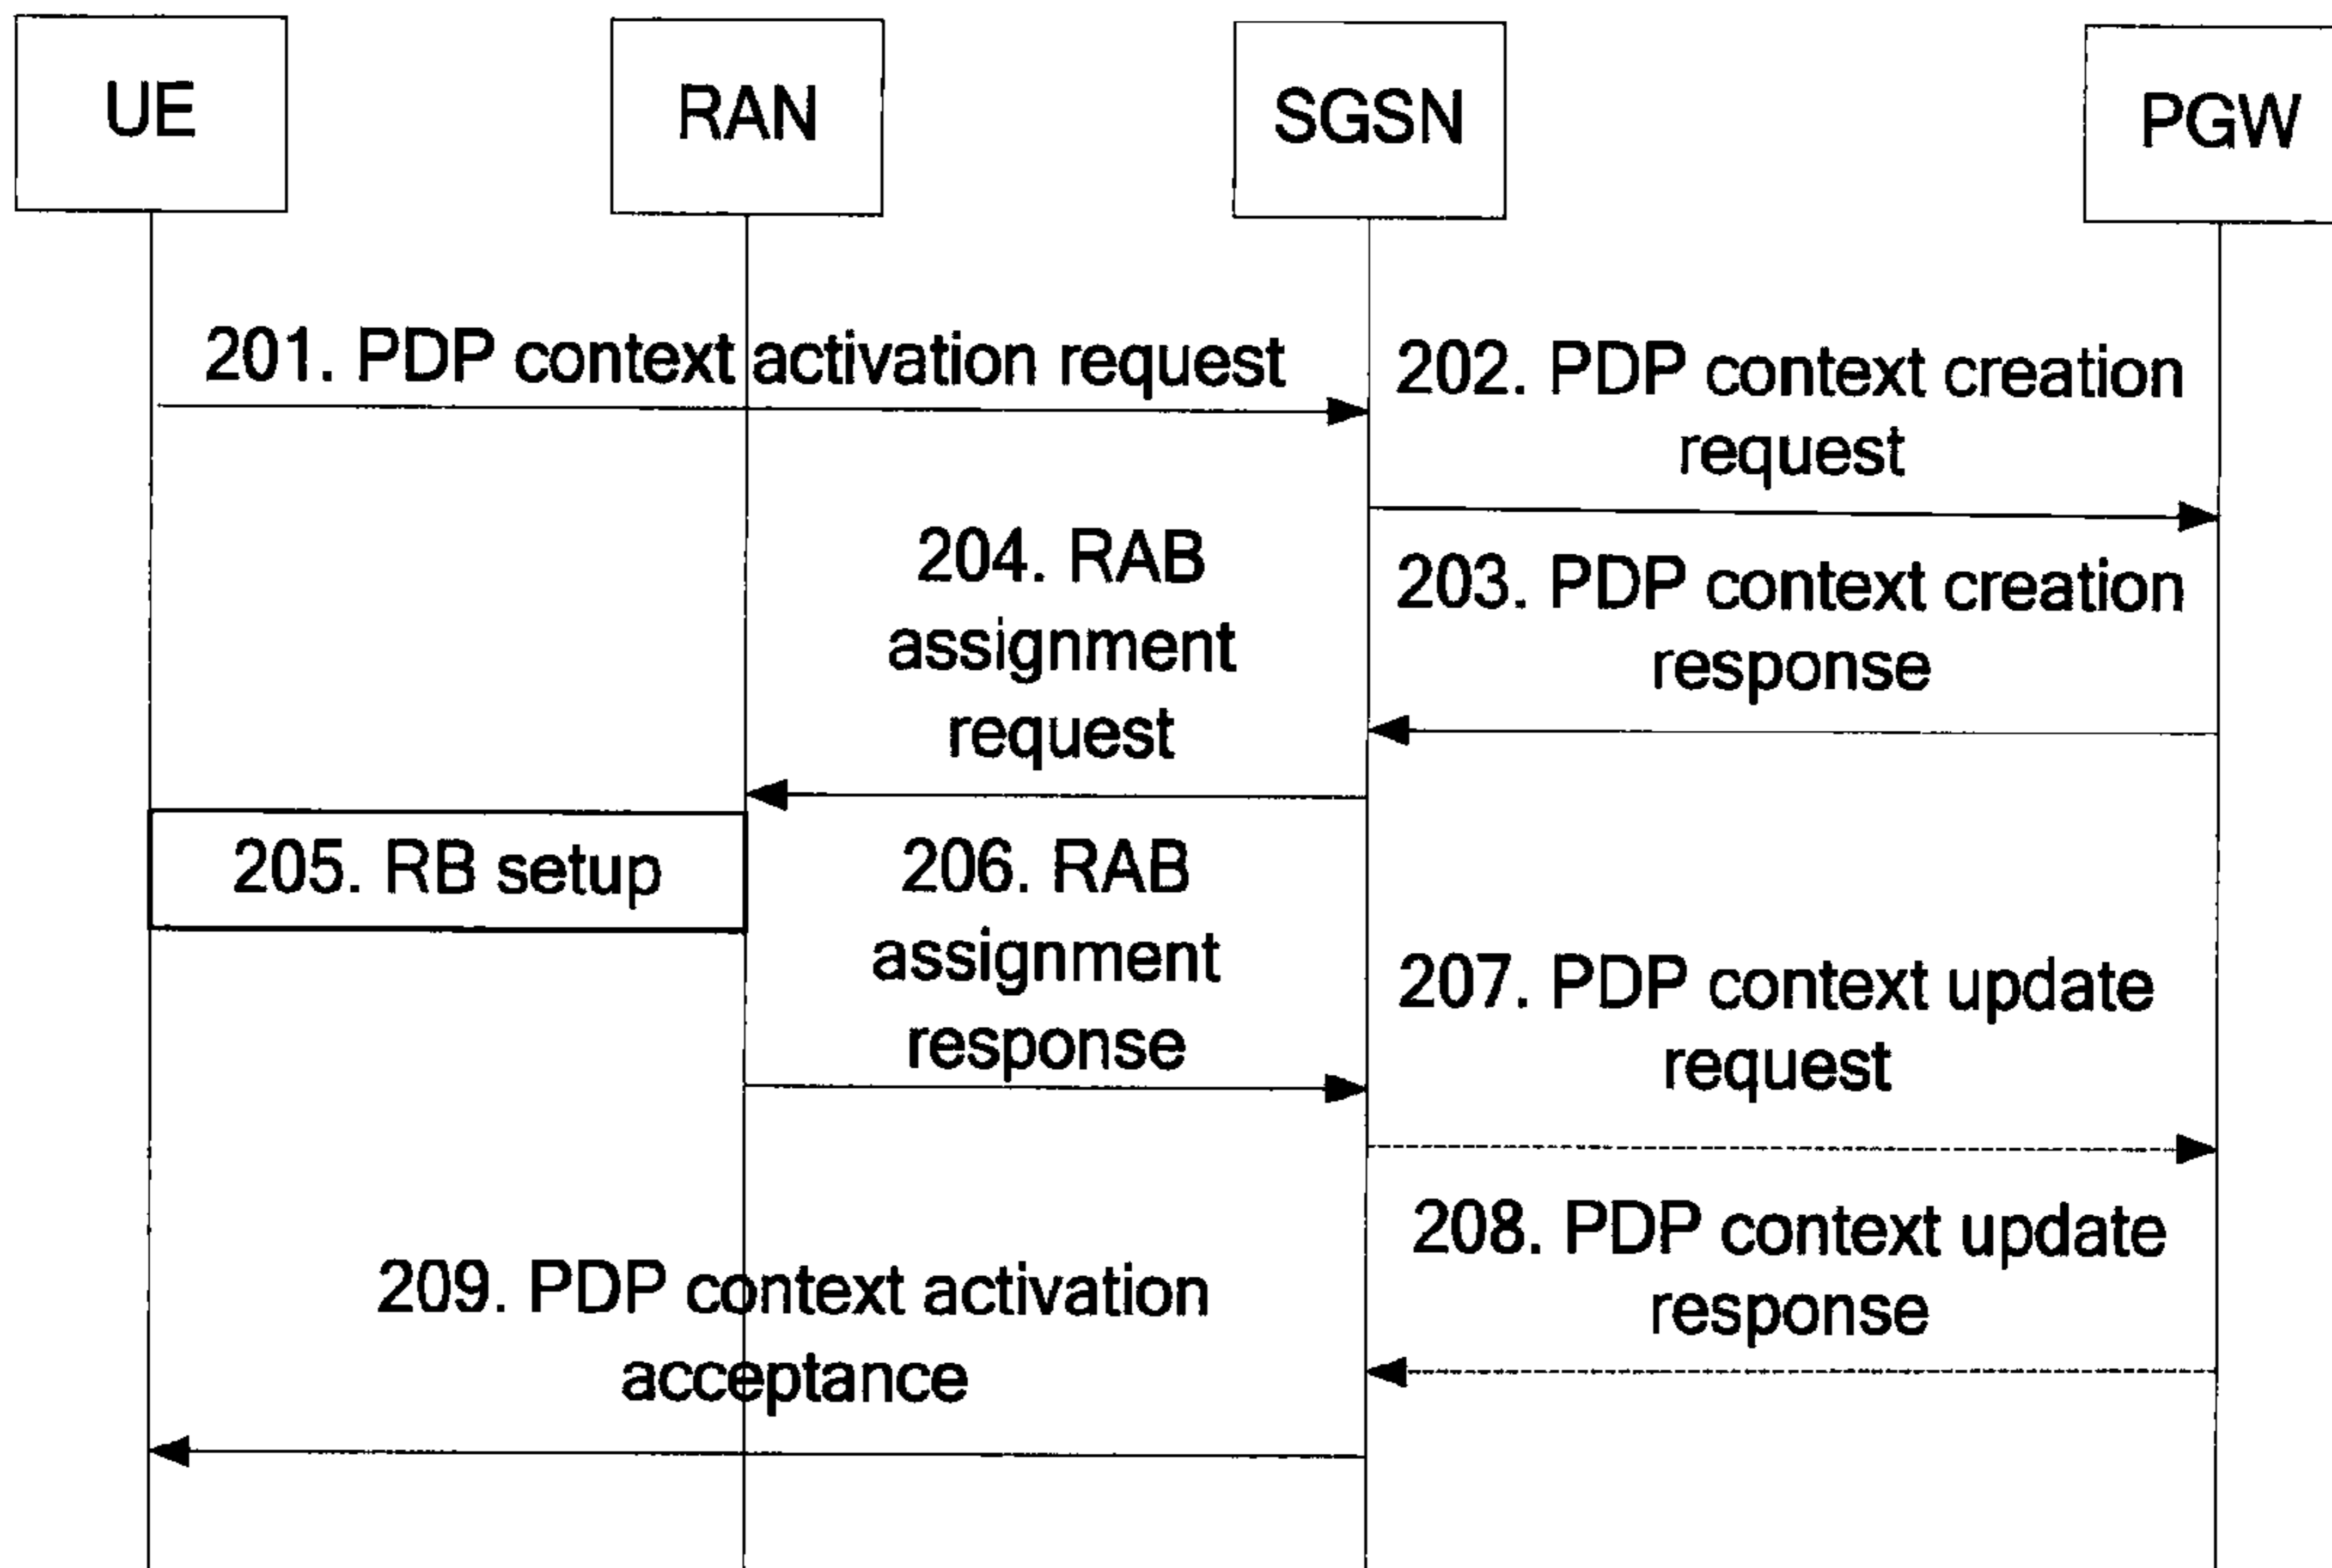 UE
RAN
SGSN
PGW
201. PDP context activation request
202. PDP context creation
request
203. PDP context creation
response
204. RAB
assignment
request
205. RB setup
206. RAB
assignment
response
207. PDP context update
request
208. PDP context update
response
209. PDP context activation
acceptance